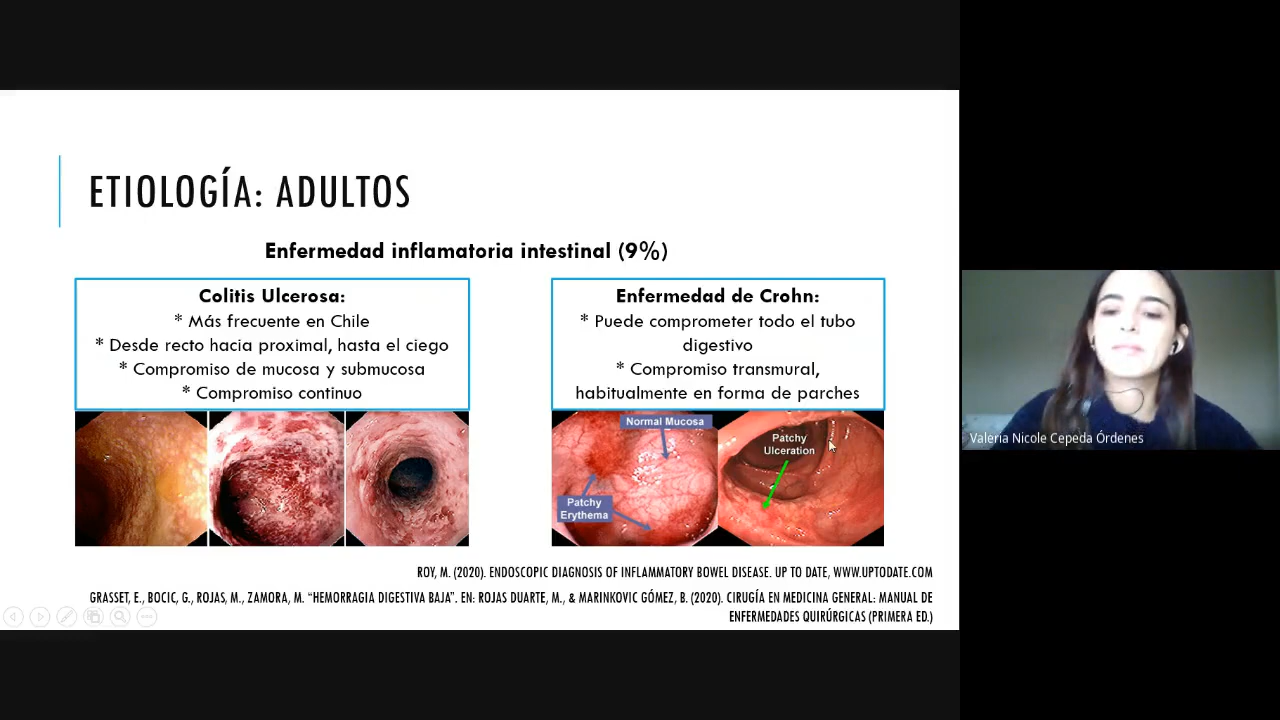 ETIOLOGÍA: ADULTOS
Enfermedad inflamatoria intestinal (9%)
Colitis Ulcerosa:
* Más frecuente en Chile
* Desde recto hacia proximal, hasta el ciego
* Compromiso de mucosa y submucosa
* Compromiso continuo
Enfermedad de Crohn:
* Puede comprometer todo el tubo
digestivo
* Compromiso transmural,
habitualmente en forma de parches
Normal Mucosa
Patchy
Erythema
Patchy
Ulceration
ROY, M. (2020). ENDOSCOPIC DIAGNOSIS OF INFLAMMATORY BOWEL DISEASE. UP TO DATE, WWW.UPTODATE.COM
GRASSET, E., BOCIC, G., ROJAS, M., ZAMORA, M. “HEMORRAGIA DIGESTIVA BAJA”. EN: ROJAS DUARTE, M., & MARINKOVIC GÓMEZ, B. (2020). CIRUGÍA EN MEDICINA GENERAL: MANUAL DE
ENFERMEDADES QUIRÚRGICAS (PRIMERA ED.)
Valeria Nicole Cepeda Órdenes